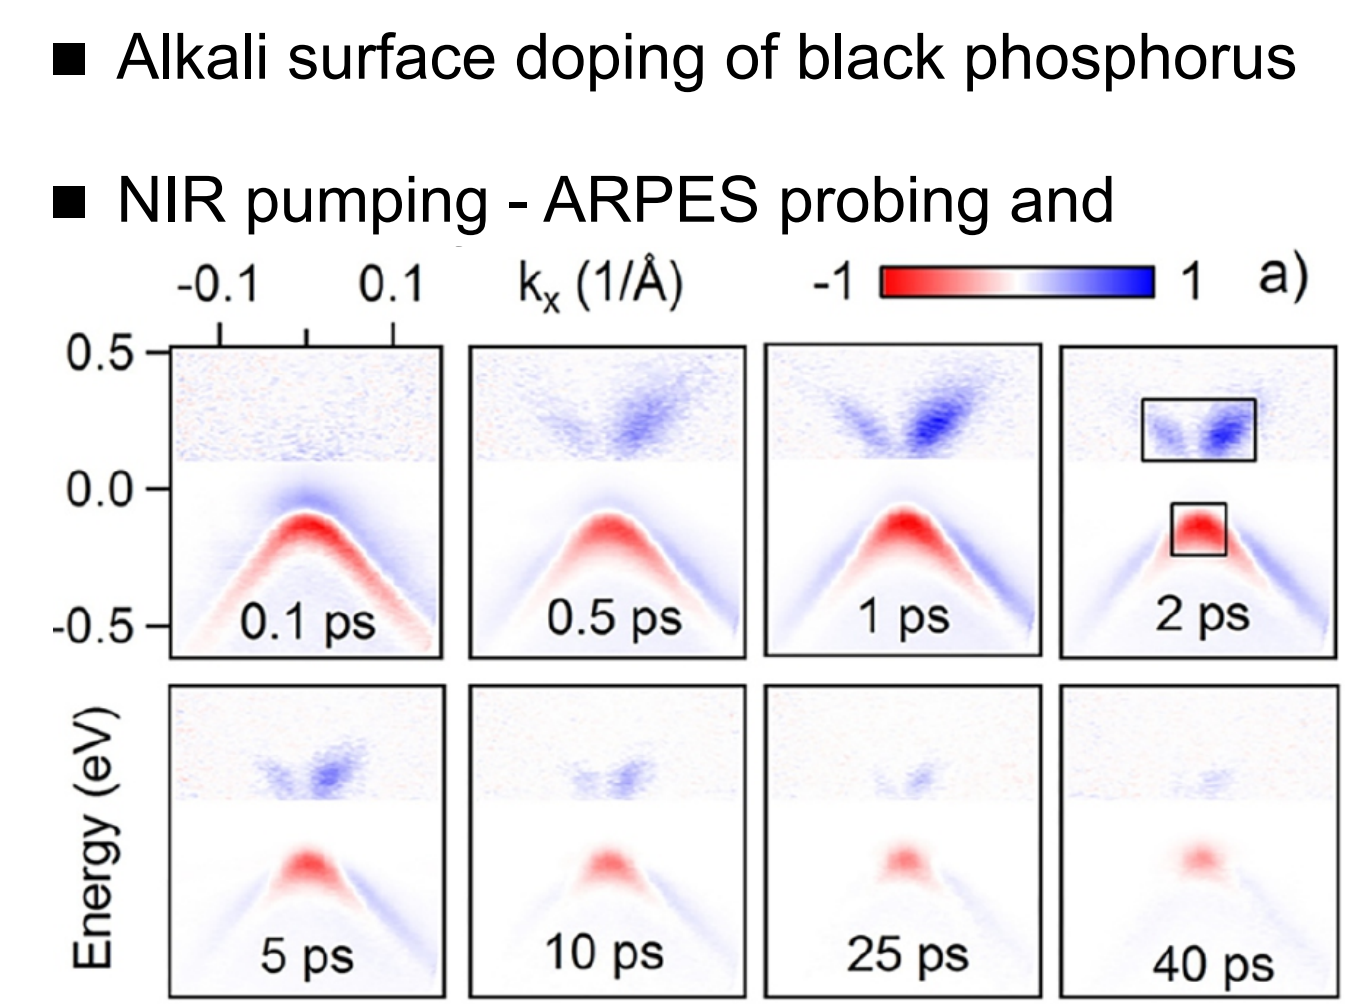 ■ Alkali surface doping of black phosphorus
■ NIR pumping - ARPES probing and
-0.1 0.1 kx (1/Å) -1 1 a)
0.5
0.0
-0.5
0.1 ps 0.5 ps 1 ps 2 ps
Energy (eV)
5 ps 10 ps 25 ps 40 ps